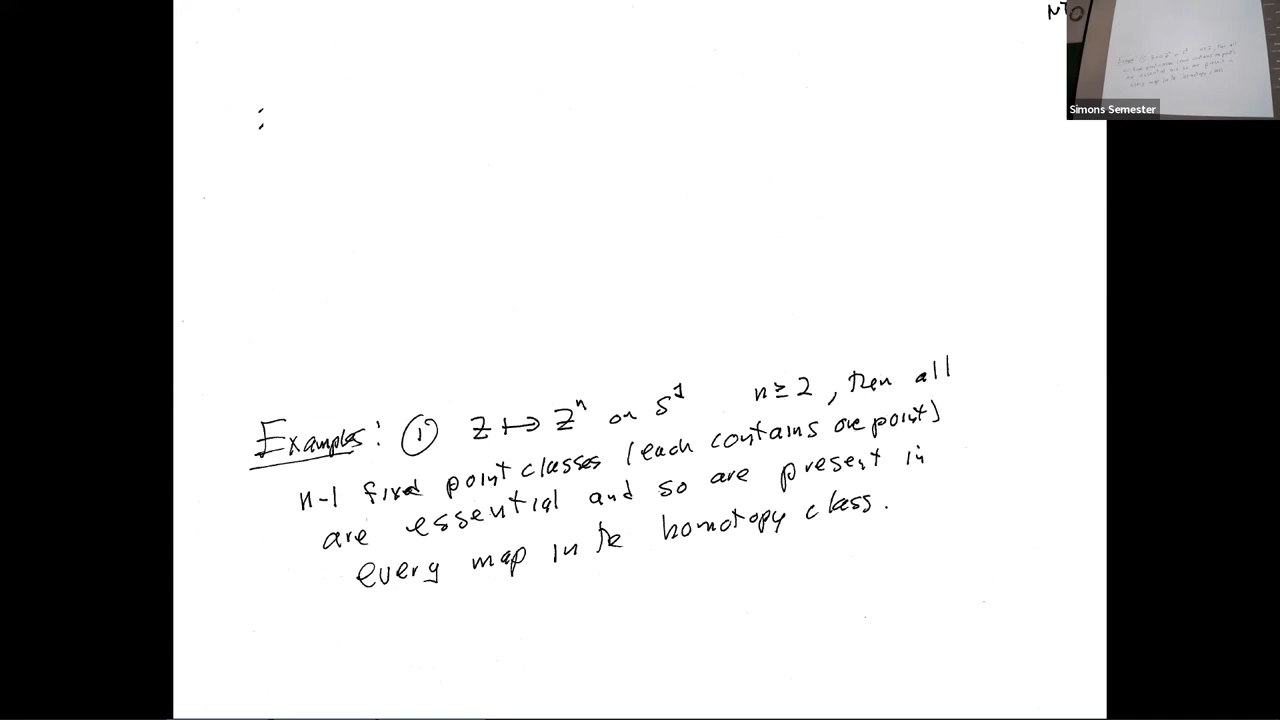 NT
Simons Semester
:
Examples: ① z ↦ zⁿ on S¹ n ≥ 2, then all
n-1 fixed point classes (each contains one point)
are essential and so are present in
every map in the homotopy class.